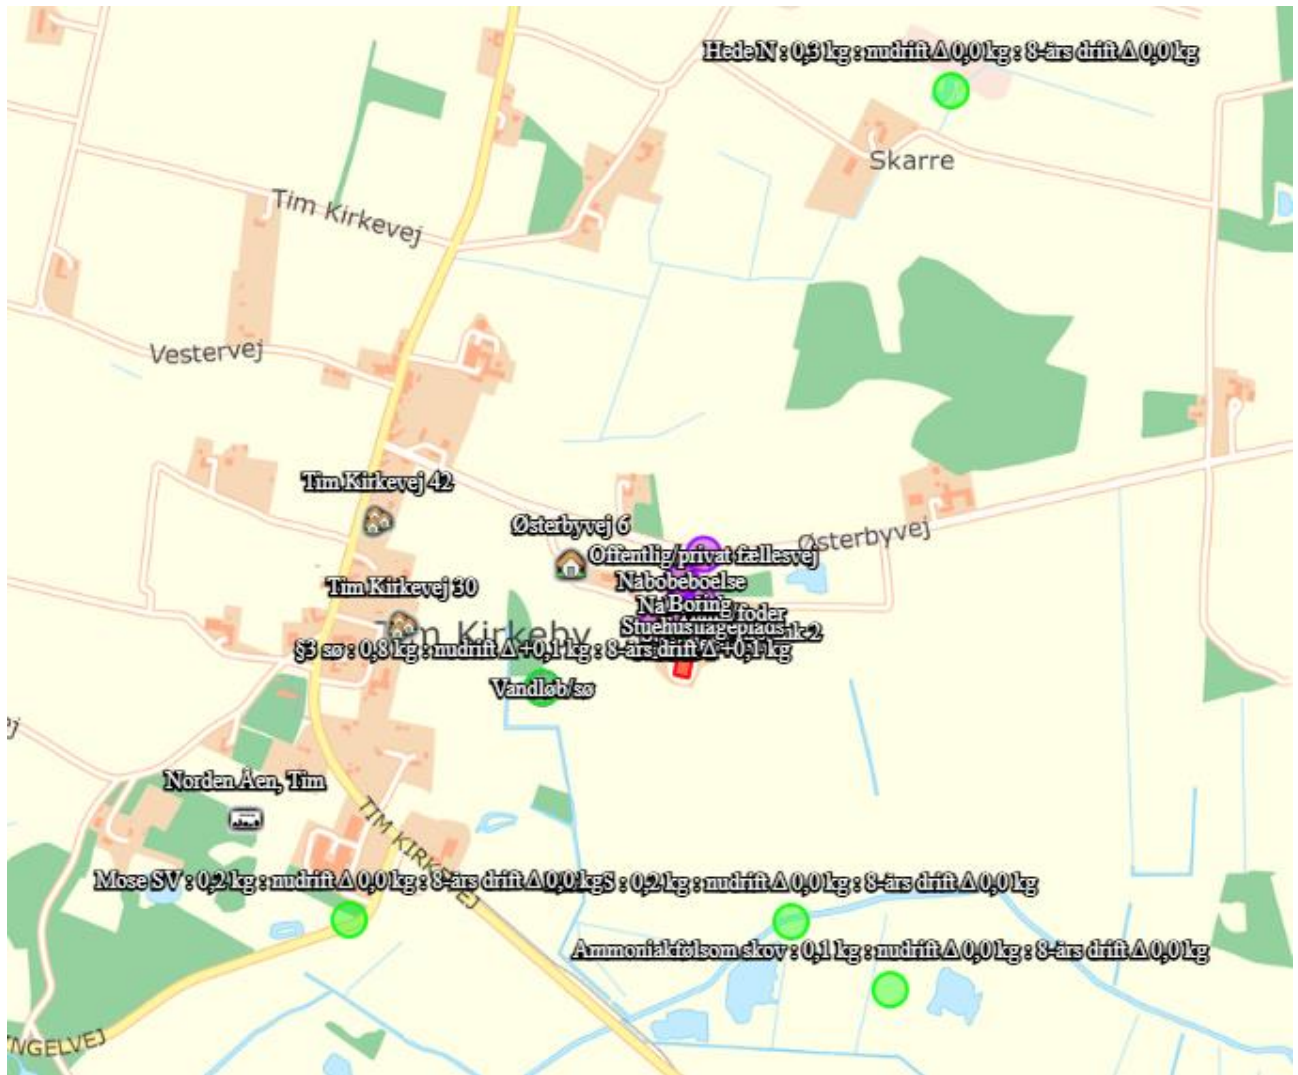 Hede N : 0,3 kg : nudrift Δ 0,0 kg : 8-års drift Δ 0,0 kg
Skarre
Tim Kirkevej
Vestervej
Tim Kirkevej 42
Østerbyvej 6
Østerbyvej
Offentlig/privat fællesvej
Nabobeboelse
Tim Kirkevej 30
Na Boring
foder
Tim Kirkeby
Stuehus
§3 sø : 0,8 kg : nudrift Δ +0,1 kg : 8-års drift Δ +0,1 kg
Vandløb/sø
Norden Åen, Tim
TIM KIRKEVEJ
Mose SV : 0,2 kg : nudrift Δ 0,0 kg : 8-års drift Δ 0,0 kg
S : 0,2 kg : nudrift Δ 0,0 kg : 8-års drift Δ 0,0 kg
Ammoniakfølsom skov : 0,1 kg : nudrift Δ 0,0 kg : 8-års drift Δ 0,0 kg
NGELVEJ